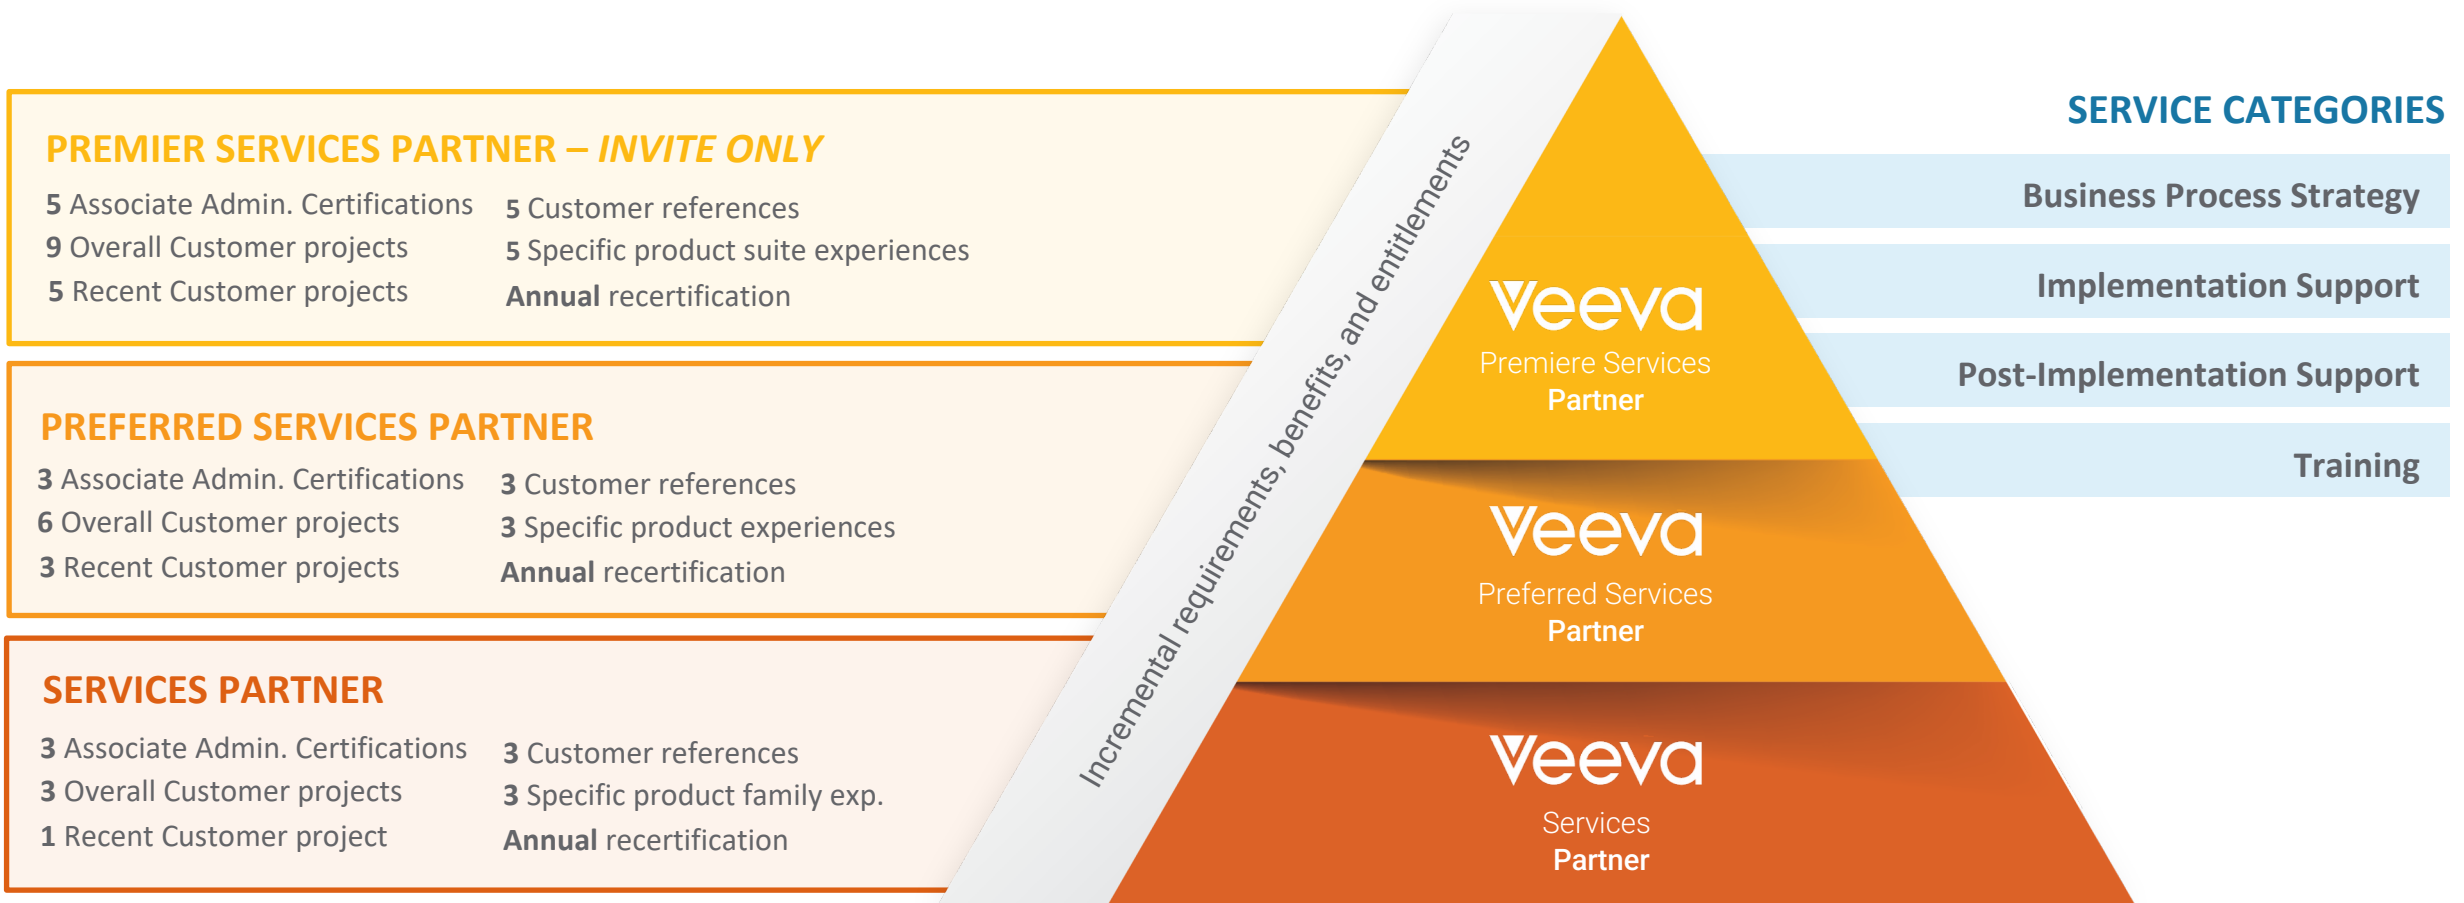 PREMIER SERVICES PARTNER – INVITE ONLY
5 Associate Admin. Certifications
9 Overall Customer projects
5 Recent Customer projects
5 Customer references
5 Specific product suite experiences
Annual recertification
PREFERRED SERVICES PARTNER
3 Associate Admin. Certifications
6 Overall Customer projects
3 Recent Customer projects
3 Customer references
3 Specific product experiences
Annual recertification
SERVICES PARTNER
3 Associate Admin. Certifications
3 Overall Customer projects
1 Recent Customer project
3 Customer references
3 Specific product family exp.
Annual recertification
Incremental requirements, benefits, and entitlements
Veeva
Premiere Services
Partner
Veeva
Preferred Services
Partner
Veeva
Services
Partner
SERVICE CATEGORIES
Business Process Strategy
Implementation Support
Post-Implementation Support
Training